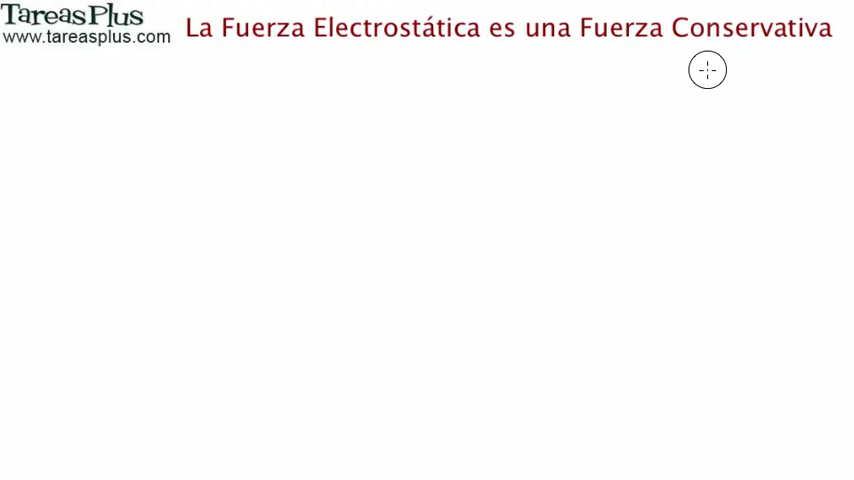 TareasPlus
www.tareasplus.com
La Fuerza Electrostática es una Fuerza Conservativa